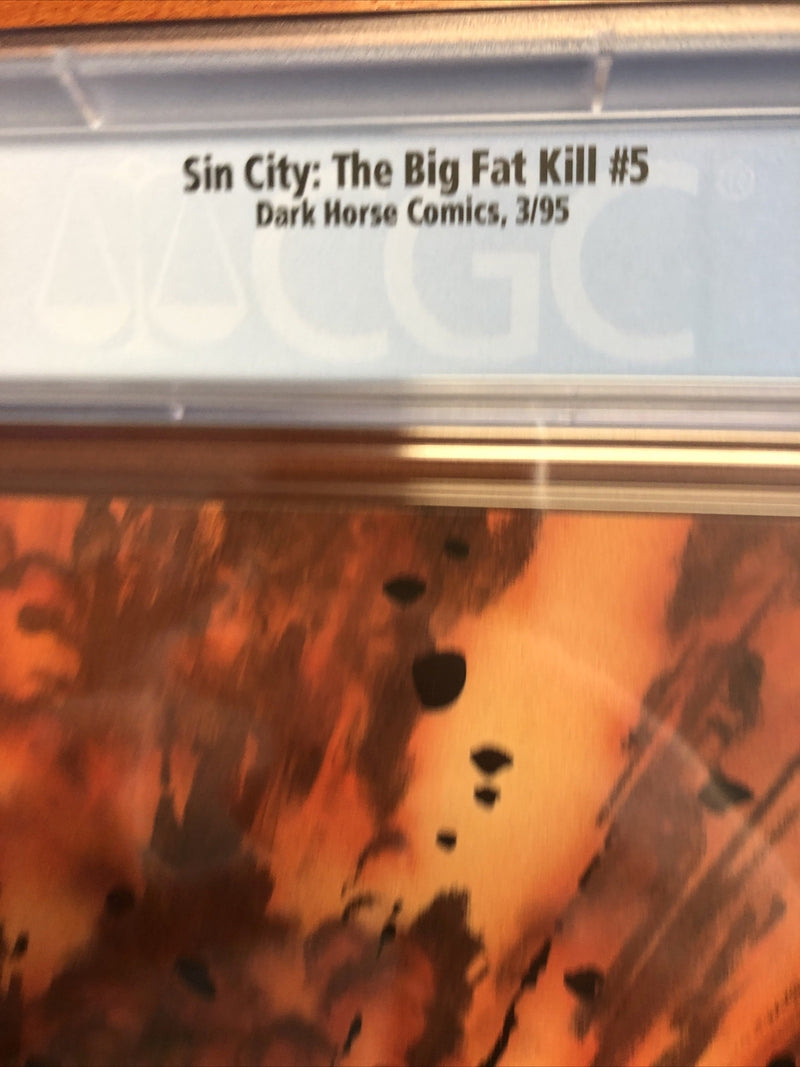 Sin City: The Big Fat Kill #5
Dark Horse Comics, 3/95
CGC®